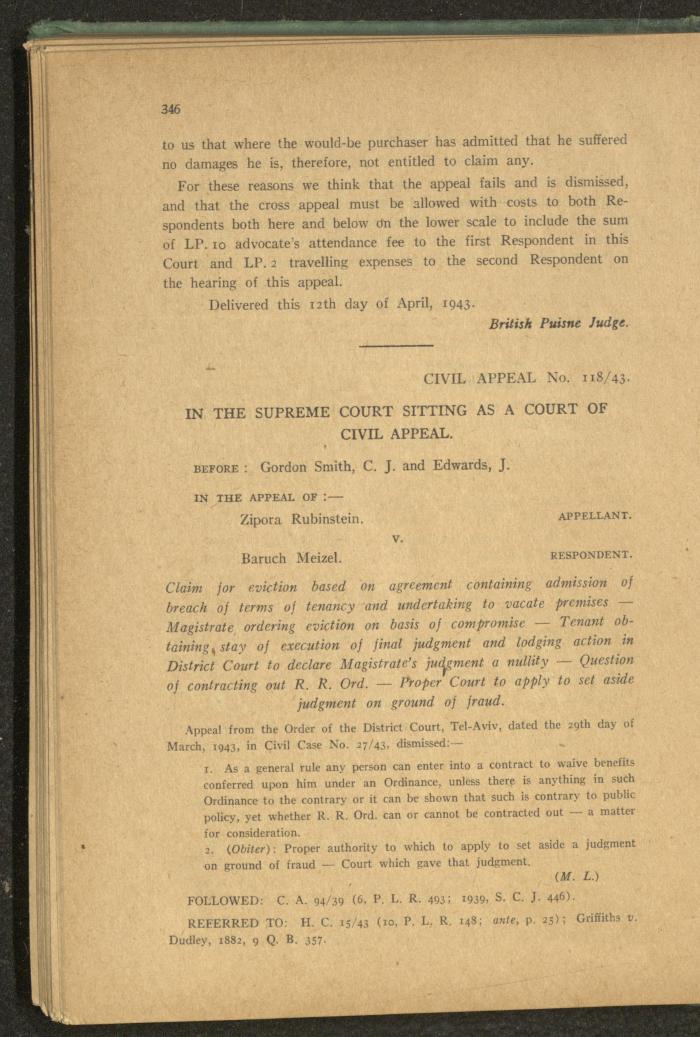 346
to us that where the would-be purchaser has admitted that he suffered
no damages he is, therefore, not entitled to claim any.
For these reasons we think that the appeal fails and is dismissed,
and that the cross appeal must be allowed with costs to both Re-
spondents both here and below on the lower scale to include the sum
of LP. 10 advocate's attendance fee to the first Respondent in this
Court and LP. 2 travelling expenses to the second Respondent on
the hearing of this appeal.
Delivered this 12th day of April, 1943.
British Puisne Judge.
CIVIL APPEAL No. 118/43.
IN THE SUPREME COURT SITTING AS A COURT OF
CIVIL APPEAL.
BEFORE : Gordon Smith, C. J. and Edwards, J.
IN THE APPEAL OF :—
Zipora Rubinstein. APPELLANT.
v.
Baruch Meizel. RESPONDENT.
Claim for eviction based on agreement containing admission of
breach of terms of tenancy and undertaking to vacate premises —
Magistrate ordering eviction on basis of compromise — Tenant ob-
taining stay of execution of final judgment and lodging action in
District Court to declare Magistrate's judgment a nullity — Question
of contracting out R. R. Ord. — Proper Court to apply to set aside
judgment on ground of fraud.
Appeal from the Order of the District Court, Tel-Aviv, dated the 29th day of
March, 1943, in Civil Case No. 27/43, dismissed:—
1. As a general rule any person can enter into a contract to waive benefits
conferred upon him under an Ordinance, unless there is anything in such
Ordinance to the contrary or it can be shown that such is contrary to public
policy, yet whether R. R. Ord. can or cannot be contracted out — a matter
for consideration.
2. (Obiter): Proper authority to which to apply to set aside a judgment
on ground of fraud — Court which gave that judgment.
(M. L.)
FOLLOWED: C. A. 94/39 (6, P. L. R. 493; 1939, S. C. J. 446).
REFERRED TO: H. C. 15/43 (10, P. L. R. 148; ante, p. 25); Griffiths v.
Dudley, 1882, 9 Q. B. 357.